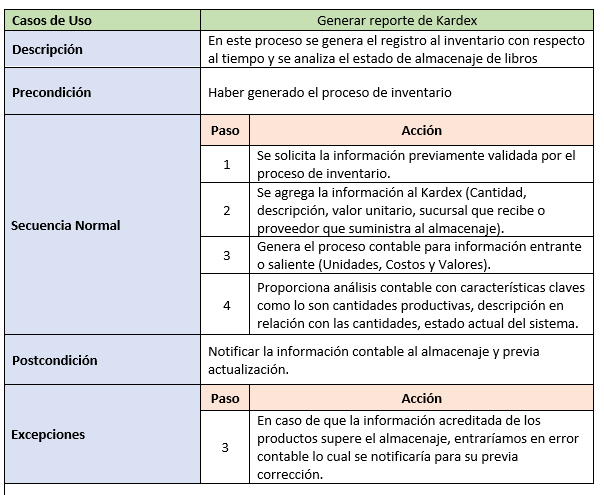 Casos de Uso
Generar reporte de Kardex
Descripción
En este proceso se genera el registro al inventario con respecto
al tiempo y se analiza el estado de almacenaje de libros
Precondición
Haber generado el proceso de inventario
Secuencia Normal
Paso
Acción
1
Se solicita la información previamente validada por el
proceso de inventario.
2
Se agrega la información al Kardex (Cantidad,
descripción, valor unitario, sucursal que recibe o
proveedor que suministra al almacenaje).
3
Genera el proceso contable para información entrante
o saliente (Unidades, Costos y Valores).
4
Proporciona análisis contable con características claves
como lo son cantidades productivas, descripción en
relación con las cantidades, estado actual del sistema.
Postcondición
Notificar la información contable al almacenaje y previa
actualización.
Excepciones
Paso
Acción
3
En caso de que la información acreditada de los
productos supere el almacenaje, entraríamos en error
contable lo cual se notificaría para su previa
corrección.